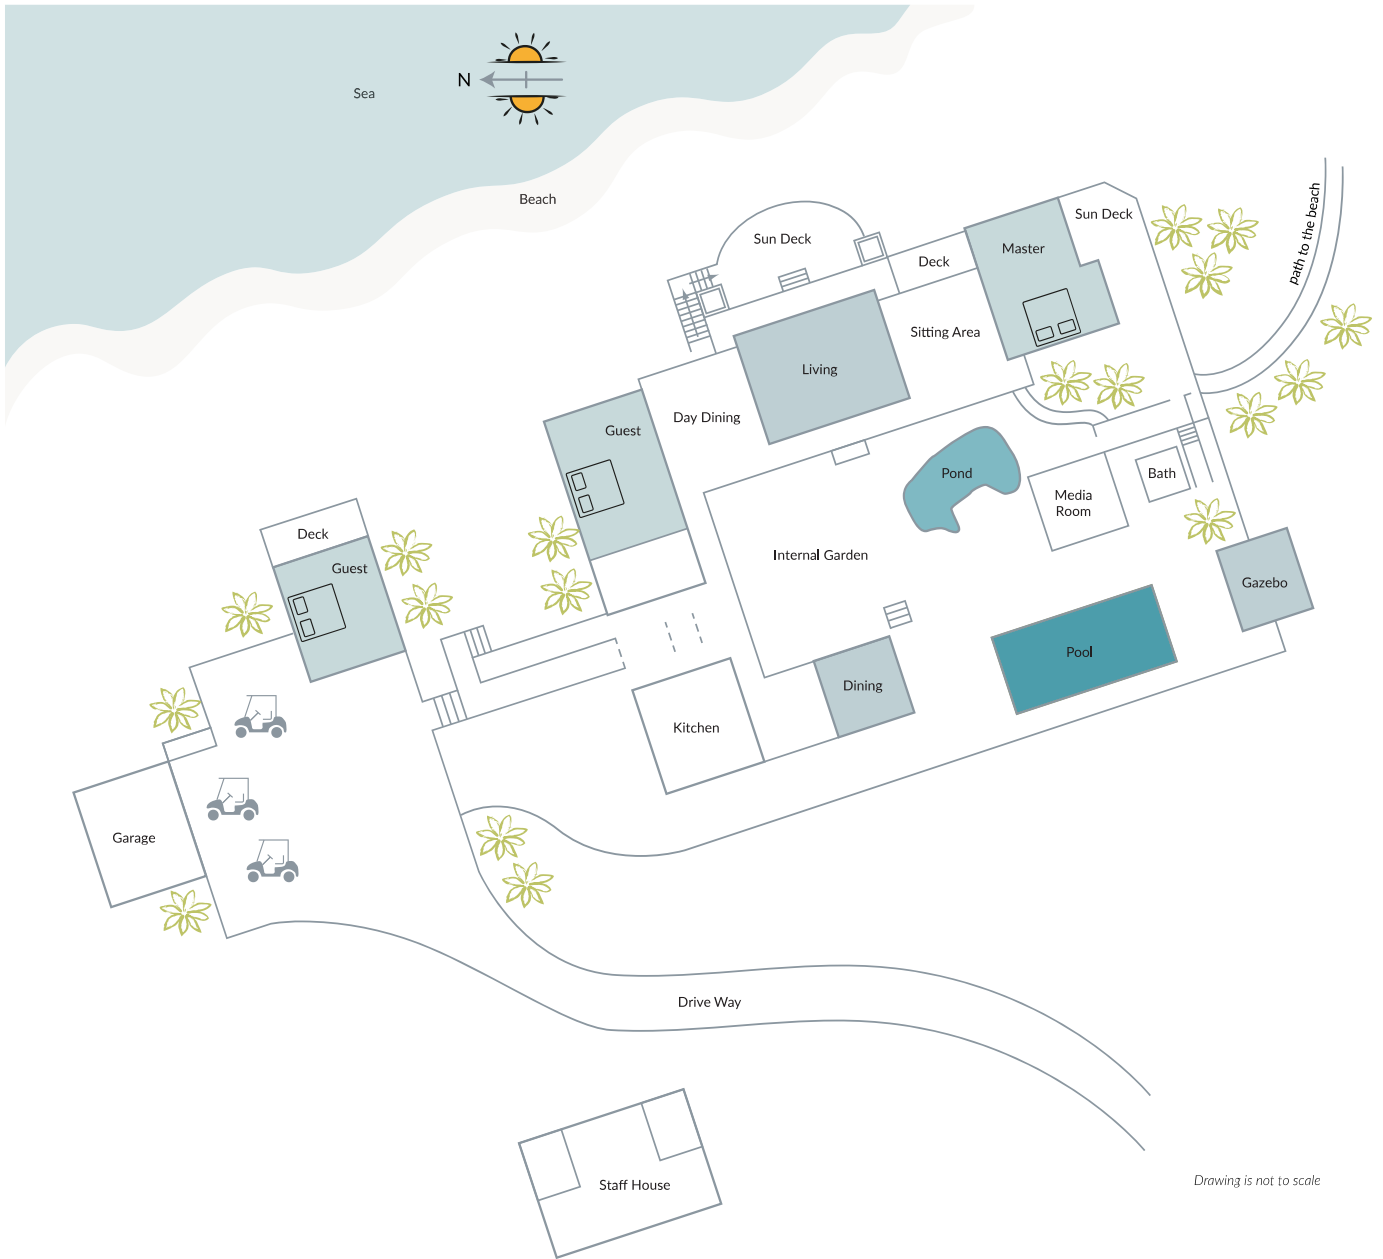 N
Sea
Beach
Sun Deck
Sun Deck
path to the beach
Master
Deck
Sitting Area
Living
Day Dining
Guest
Pond
Bath
Media
Room
Deck
Internal Garden
Guest
Gazebo
Pool
Dining
Kitchen
Garage
Drive Way
Staff House
Drawing is not to scale